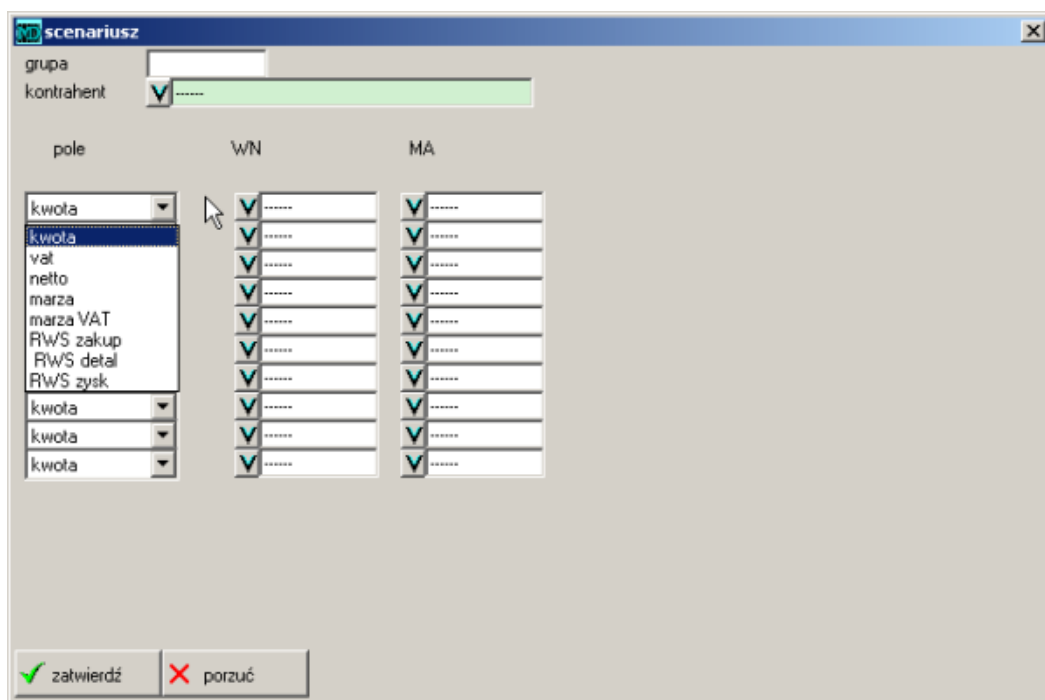 MD scenariusz
grupa
kontrahent V ------
pole WN MA
kwota V ------ V ------
kwota V ------ V ------
vat V ------ V ------
netto V ------ V ------
marza
marza VAT V ------ V ------
RWS zakup V ------ V ------
RWS detal
RWS zysk V ------ V ------
kwota V ------ V ------
kwota V ------ V ------
kwota V ------ V ------
zatwierdź porzuć